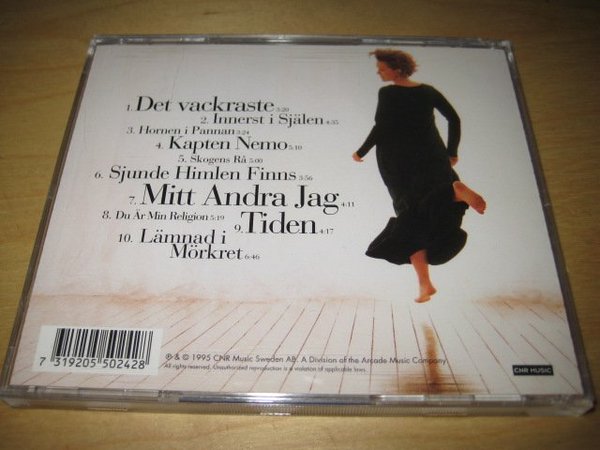 1. Det vackraste 5:20
2. Innerst i Själen 4:35
3. Hornen i Pannan 3:24
4. Kapten Nemo 5:10
5. Skogens Rå 5:00
6. Sjunde Himlen Finns 3:56
7. Mitt Andra Jag 4:11
8. Du Är Min Religion 5:19
9. Tiden 4:17
10. Lämnad i
Mörkret 6:46
7 319205 502428
℗ & © 1995 CNR Music Sweden AB. A Division of the Arcade Music Company.
All rights reserved. Unauthorized reproduction is a violation of applicable laws.
CNR MUSIC